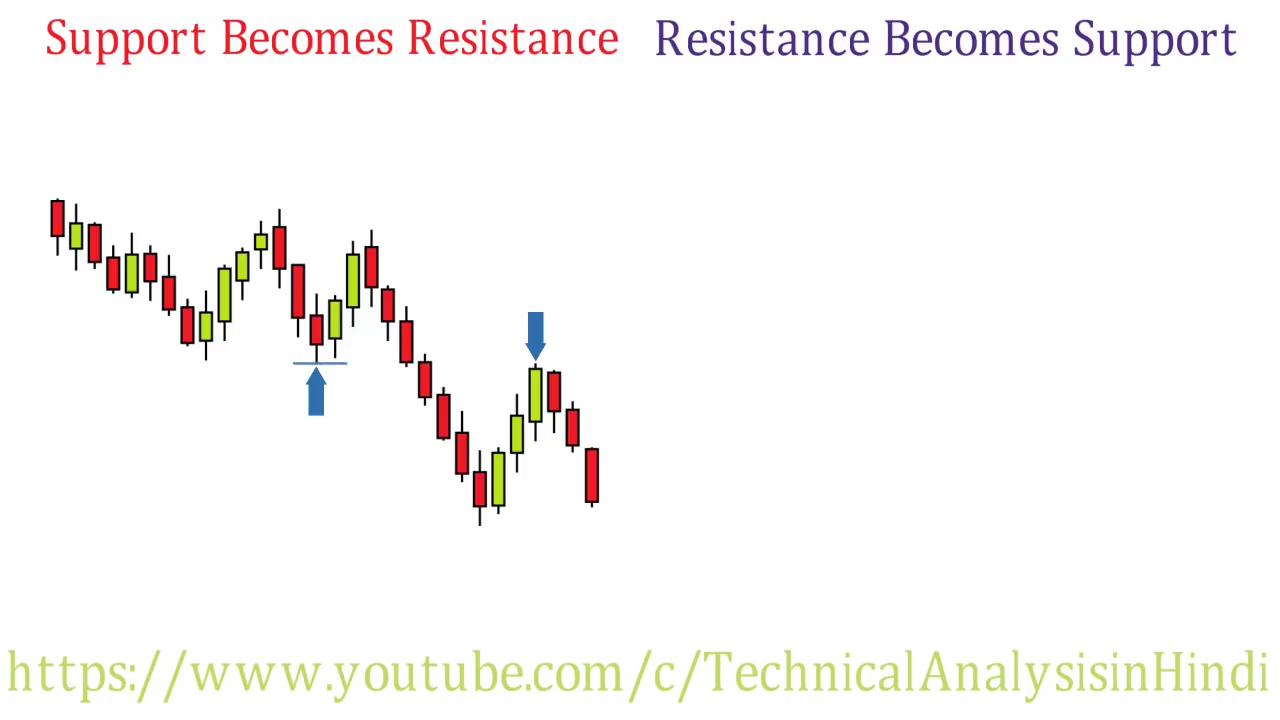 Support Becomes Resistance
Resistance Becomes Support
https://www.youtube.com/c/TechnicalAnalysisinHindi